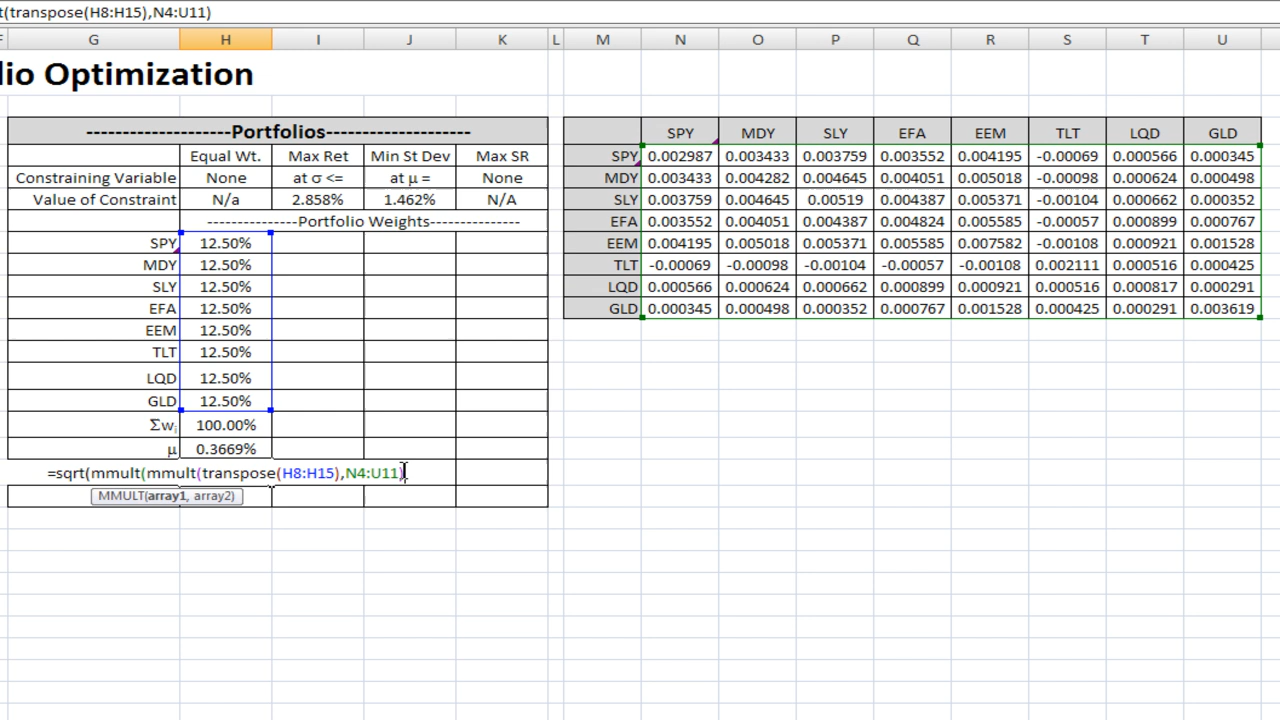 t(transpose(H8:H15),N4:U11)
F G H I J K L M N O P Q R S T U
lio Optimization
--------------------Portfolios-------------------
Equal Wt. Max Ret Min St Dev Max SR
Constraining Variable None at σ <= at μ = None
Value of Constraint N/a 2.858% 1.462% N/A
---------------Portfolio Weights---------------
SPY 12.50%
MDY 12.50%
SLY 12.50%
EFA 12.50%
EEM 12.50%
TLT 12.50%
LQD 12.50%
GLD 12.50%
Σwi 100.00%
μ 0.3669%
=sqrt(mmult(mmult(transpose(H8:H15),N4:U11)
MMULT(array1, array2)
SPY MDY SLY EFA EEM TLT LQD GLD
SPY 0.002987 0.003433 0.003759 0.003552 0.004195 -0.00069 0.000566 0.000345
MDY 0.003433 0.004282 0.004645 0.004051 0.005018 -0.00098 0.000624 0.000498
SLY 0.003759 0.004645 0.00519 0.004387 0.005371 -0.00104 0.000662 0.000352
EFA 0.003552 0.004051 0.004387 0.004824 0.005585 -0.00057 0.000899 0.000767
EEM 0.004195 0.005018 0.005371 0.005585 0.007582 -0.00108 0.000921 0.001528
TLT -0.00069 -0.00098 -0.00104 -0.00057 -0.00108 0.002111 0.000516 0.000425
LQD 0.000566 0.000624 0.000662 0.000899 0.000921 0.000516 0.000817 0.000291
GLD 0.000345 0.000498 0.000352 0.000767 0.001528 0.000425 0.000291 0.003619